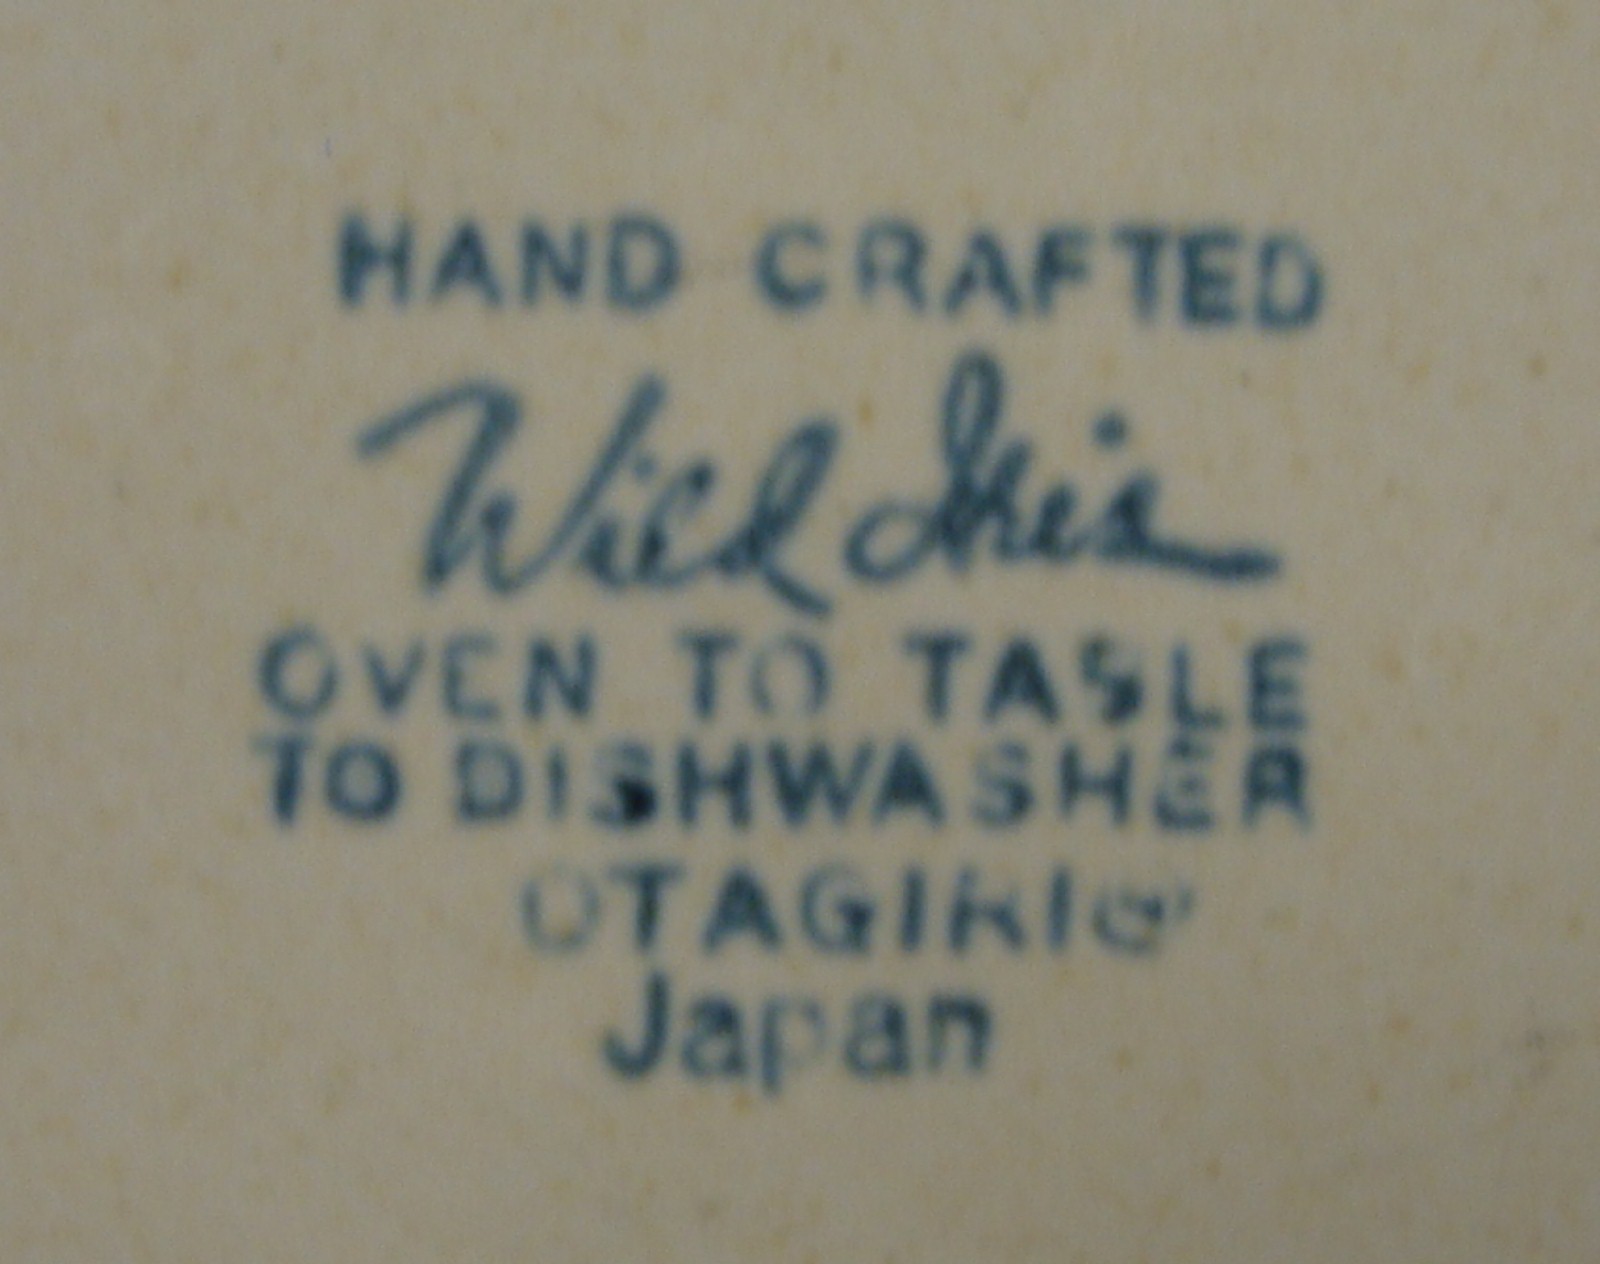 HAND CRAFTED
Wild Iris
OVEN TO TABLE
TO DISHWASHER
OTAGIRI®
Japan